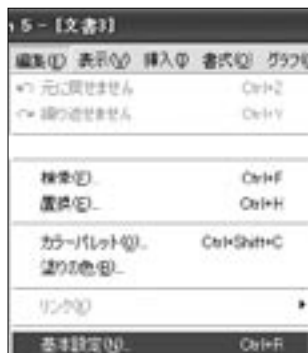 5 - [文書3]
編集(E) 表示(V) 挿入(I) 書式(Q) グラフ(
元に戻せません Ctrl+Z
繰り返せません Ctrl+Y
検索(F)... Ctrl+F
置換(E)... Ctrl+H
カラーパレット(Q)... Ctrl+Shift+C
塗りの色(B)...
リンク(K)
基本設定(N)... Ctrl+R